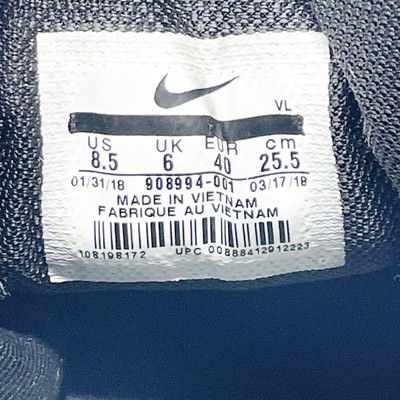 VL
US UK EUR cm
8.5 6 40 25.5
01/31/18 908994-001 03/17/18
MADE IN VIETNAM
FABRIQUE AU VIETNAM
108198172 UPC 00888412912223